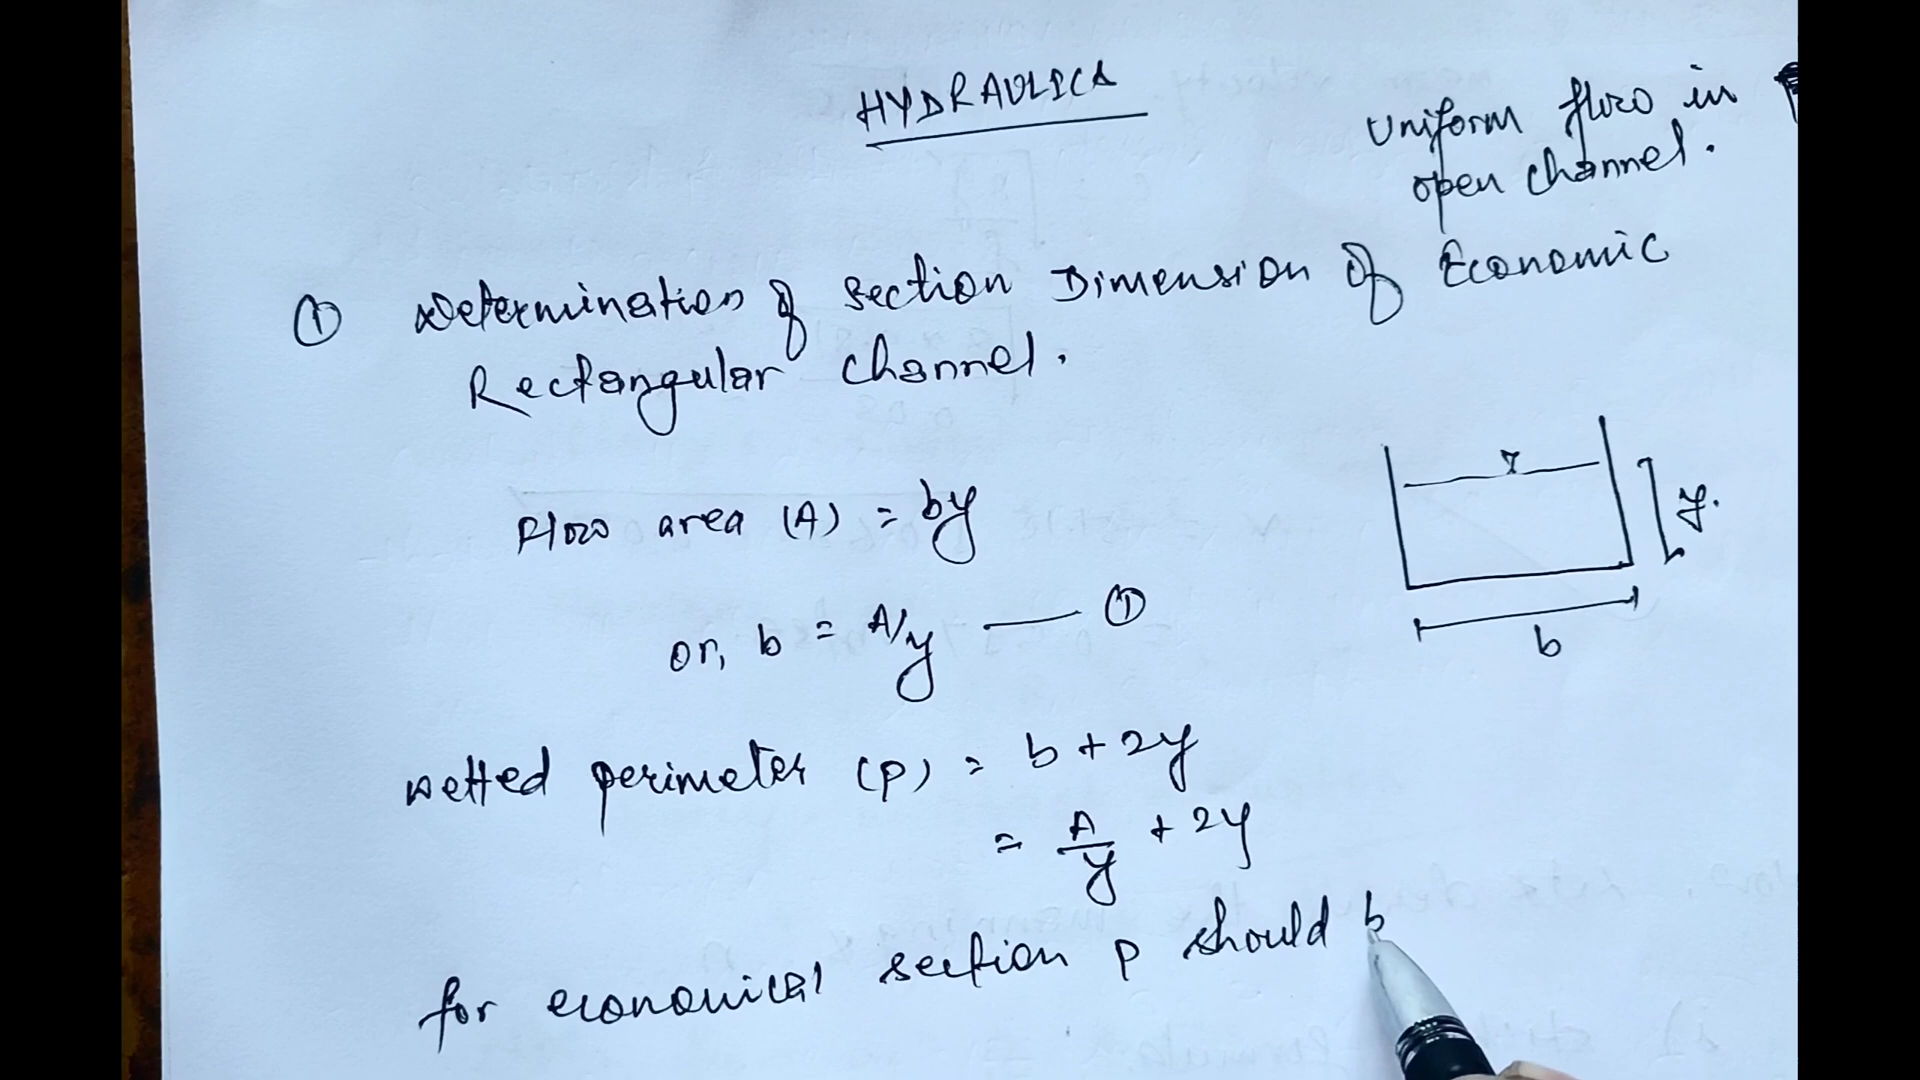 HYDRAULICS
Uniform flow in
open channel.
① Determination of section Dimension Of Economic
Rectangular channel.
Flow area (A) = by
or, b = A/y —— ①
y.
b
wetted perimeter (P) = b + 2y
= A/y + 2y
for economical section P should b